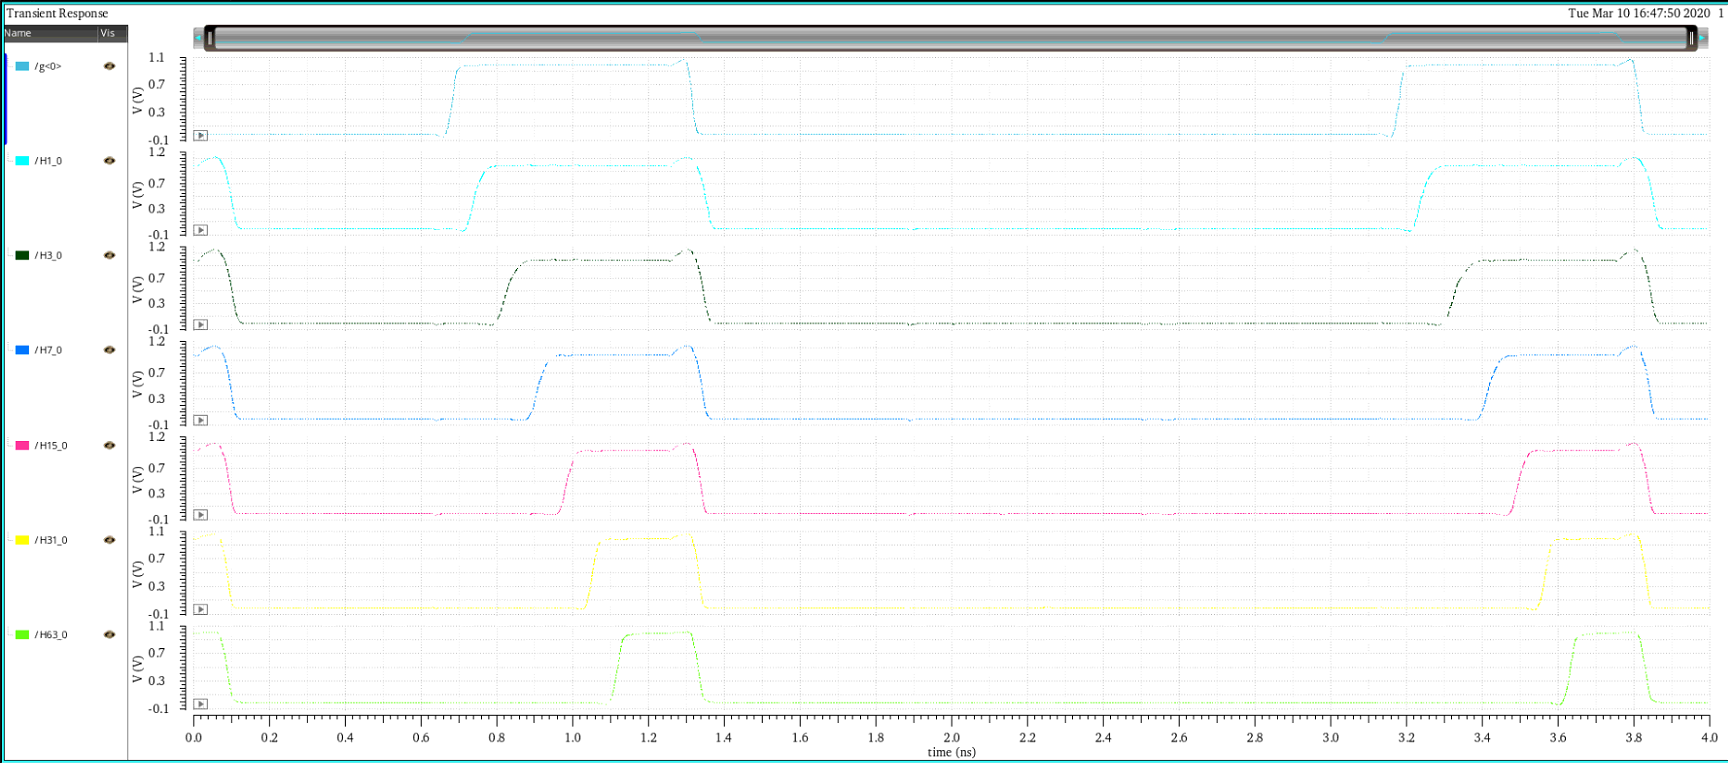 Transient Response
Tue Mar 10 16:47:50 2020 1
Name Vis
/g<0>
V (V)
1.1
0.7
0.3
-0.1
/H1_0
V (V)
1.2
0.7
0.3
-0.1
/H3_0
V (V)
1.2
0.7
0.3
-0.1
/H7_0
V (V)
1.2
0.7
0.3
-0.1
/H15_0
V (V)
1.2
0.7
0.3
-0.1
/H31_0
V (V)
1.1
0.7
0.3
-0.1
/H63_0
V (V)
1.1
0.7
0.3
-0.1
0.0 0.2 0.4 0.6 0.8 1.0 1.2 1.4 1.6 1.8 2.0 2.2 2.4 2.6 2.8 3.0 3.2 3.4 3.6 3.8 4.0
time (ns)